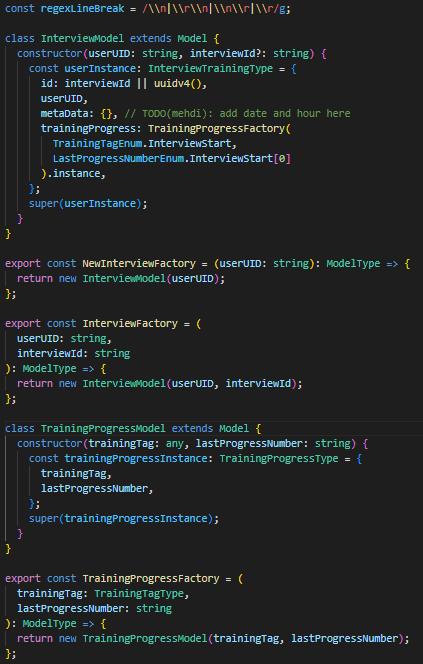 const regexLineBreak = /\\n|\\r\\n|\\n\\r|\\r/g;
class InterviewModel extends Model {
constructor(userUID: string, interviewId?: string) {
const userInstance: InterviewTrainingType = {
id: interviewId || uuidv4(),
userUID,
metaData: {}, // TODO(mehdi): add date and hour here
trainingProgress: TrainingProgressFactory(
TrainingTagEnum.InterviewStart,
LastProgressNumberEnum.InterviewStart[0]
).instance,
};
super(userInstance);
}
}
export const NewInterviewFactory = (userUID: string): ModelType => {
return new InterviewModel(userUID);
};
export const InterviewFactory = (
userUID: string,
interviewId: string
): ModelType => {
return new InterviewModel(userUID, interviewId);
};
class TrainingProgressModel extends Model {
constructor(trainingTag: any, lastProgressNumber: string) {
const trainingProgressInstance: TrainingProgressType = {
trainingTag,
lastProgressNumber,
};
super(trainingProgressInstance);
}
}
export const TrainingProgressFactory = (
trainingTag: TrainingTagType,
lastProgressNumber: string
): ModelType => {
return new TrainingProgressModel(trainingTag, lastProgressNumber);
};